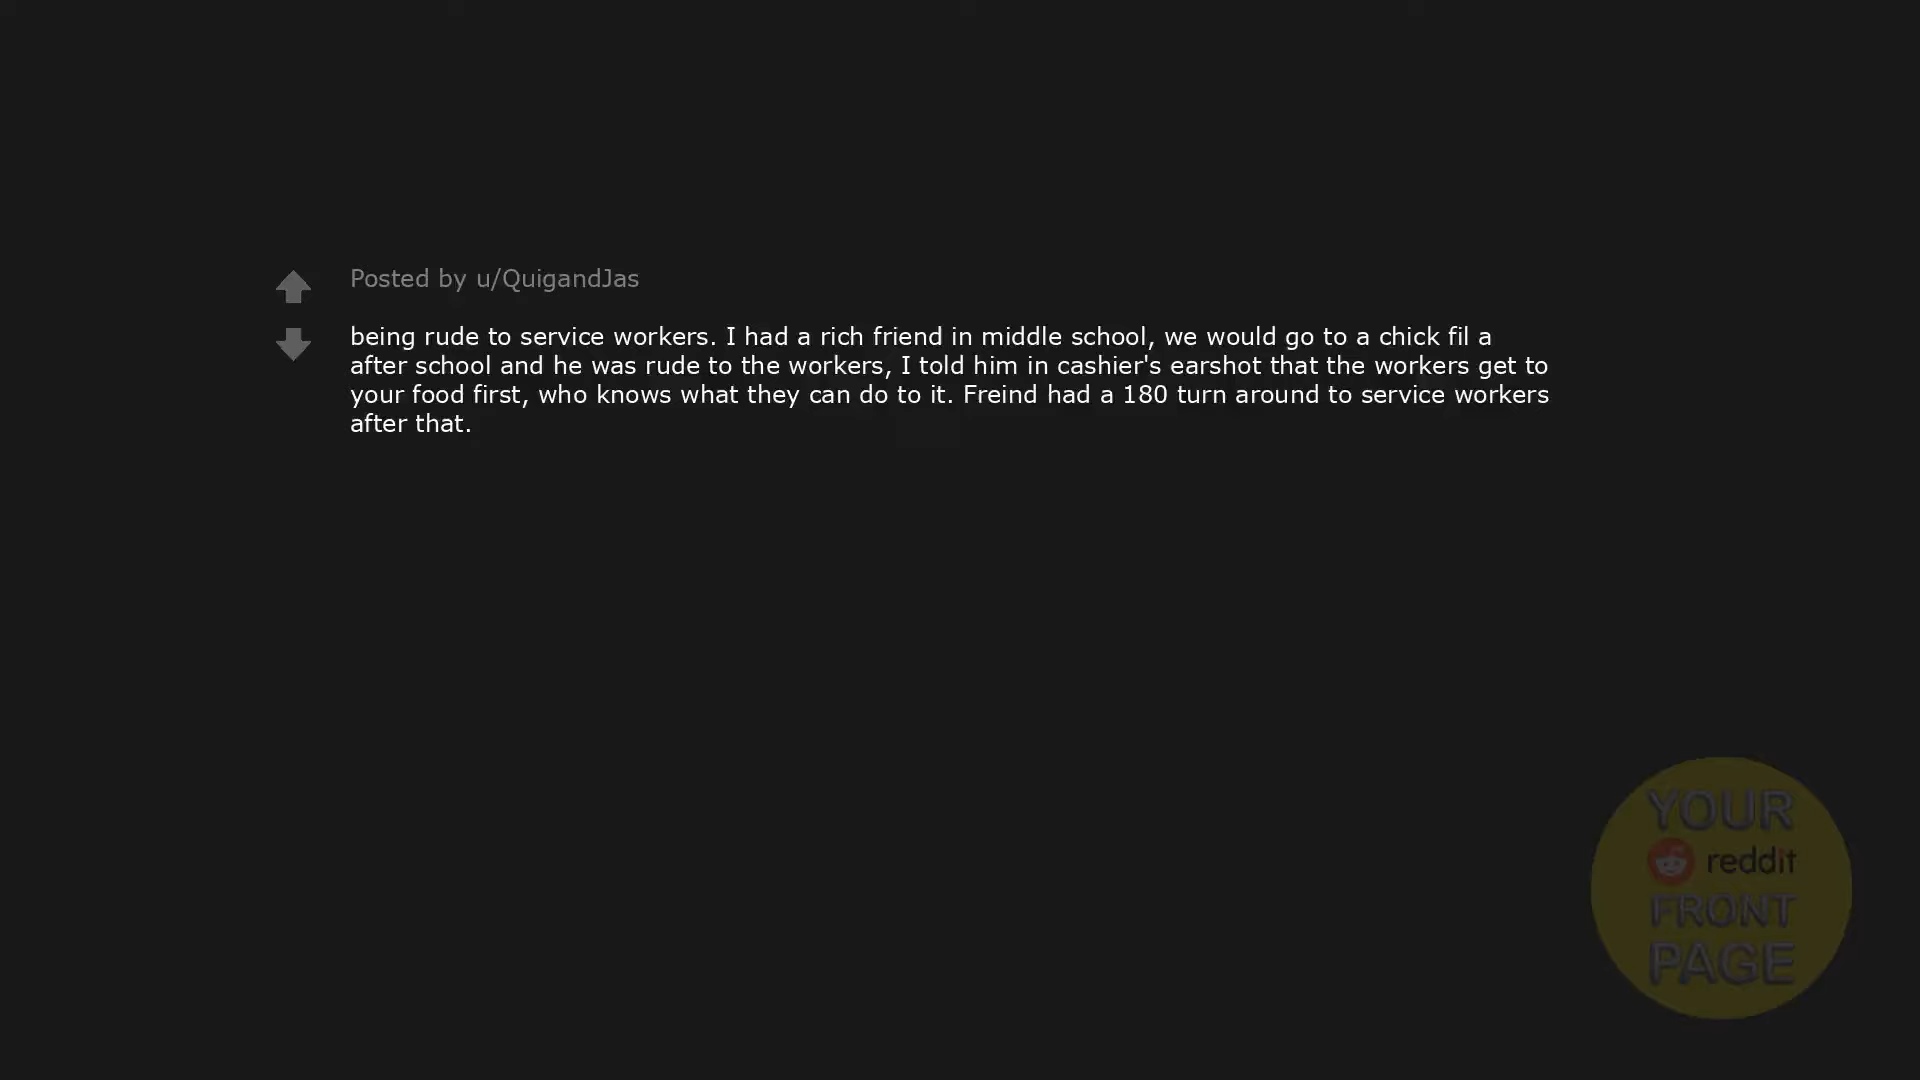 Posted by u/QuigandJas
being rude to service workers. I had a rich friend in middle school, we would go to a chick fil a
after school and he was rude to the workers, I told him in cashier's earshot that the workers get to
your food first, who knows what they can do to it. Freind had a 180 turn around to service workers
after that.
YOUR
reddit
FRONT
PAGE